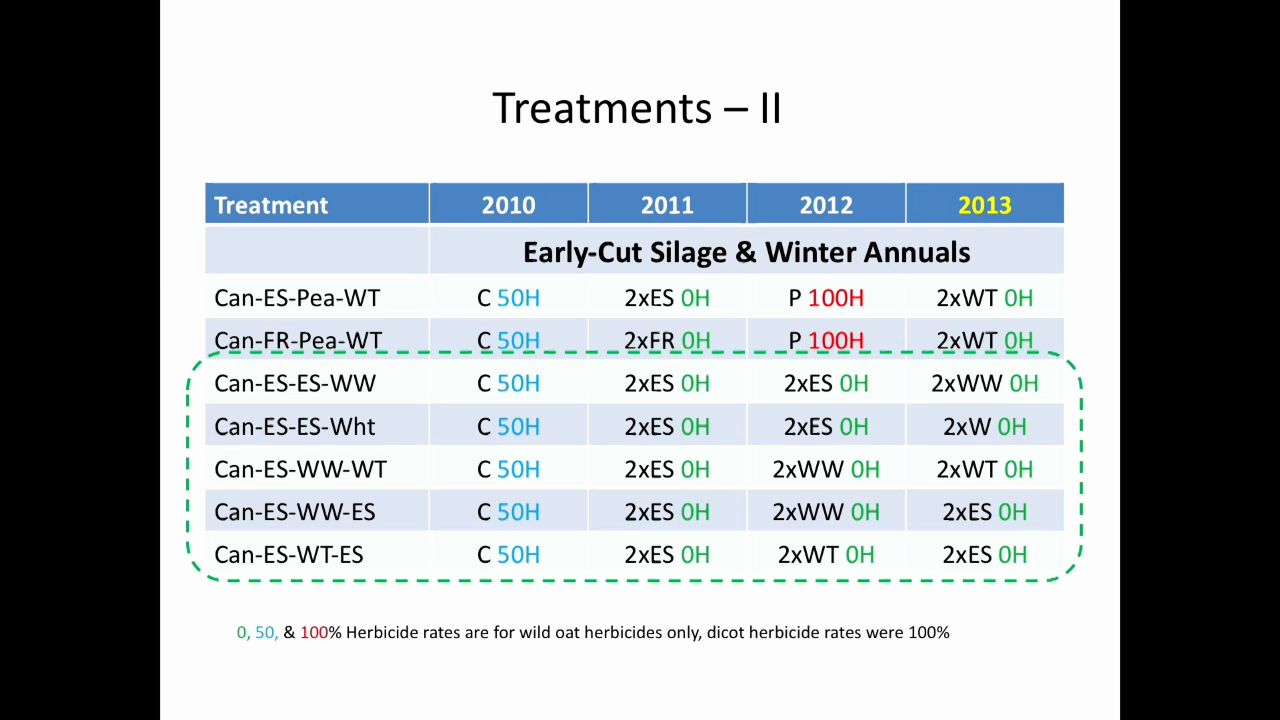 Treatments – II
Treatment 2010 2011 2012 2013
Early-Cut Silage & Winter Annuals
Can-ES-Pea-WT C 50H 2xES 0H P 100H 2xWT 0H
Can-FR-Pea-WT C 50H 2xFR 0H P 100H 2xWT 0H
Can-ES-ES-WW C 50H 2xES 0H 2xES 0H 2xWW 0H
Can-ES-ES-Wht C 50H 2xES 0H 2xES 0H 2xW 0H
Can-ES-WW-WT C 50H 2xES 0H 2xWW 0H 2xWT 0H
Can-ES-WW-ES C 50H 2xES 0H 2xWW 0H 2xES 0H
Can-ES-WT-ES C 50H 2xES 0H 2xWT 0H 2xES 0H
0, 50, & 100% Herbicide rates are for wild oat herbicides only, dicot herbicide rates were 100%